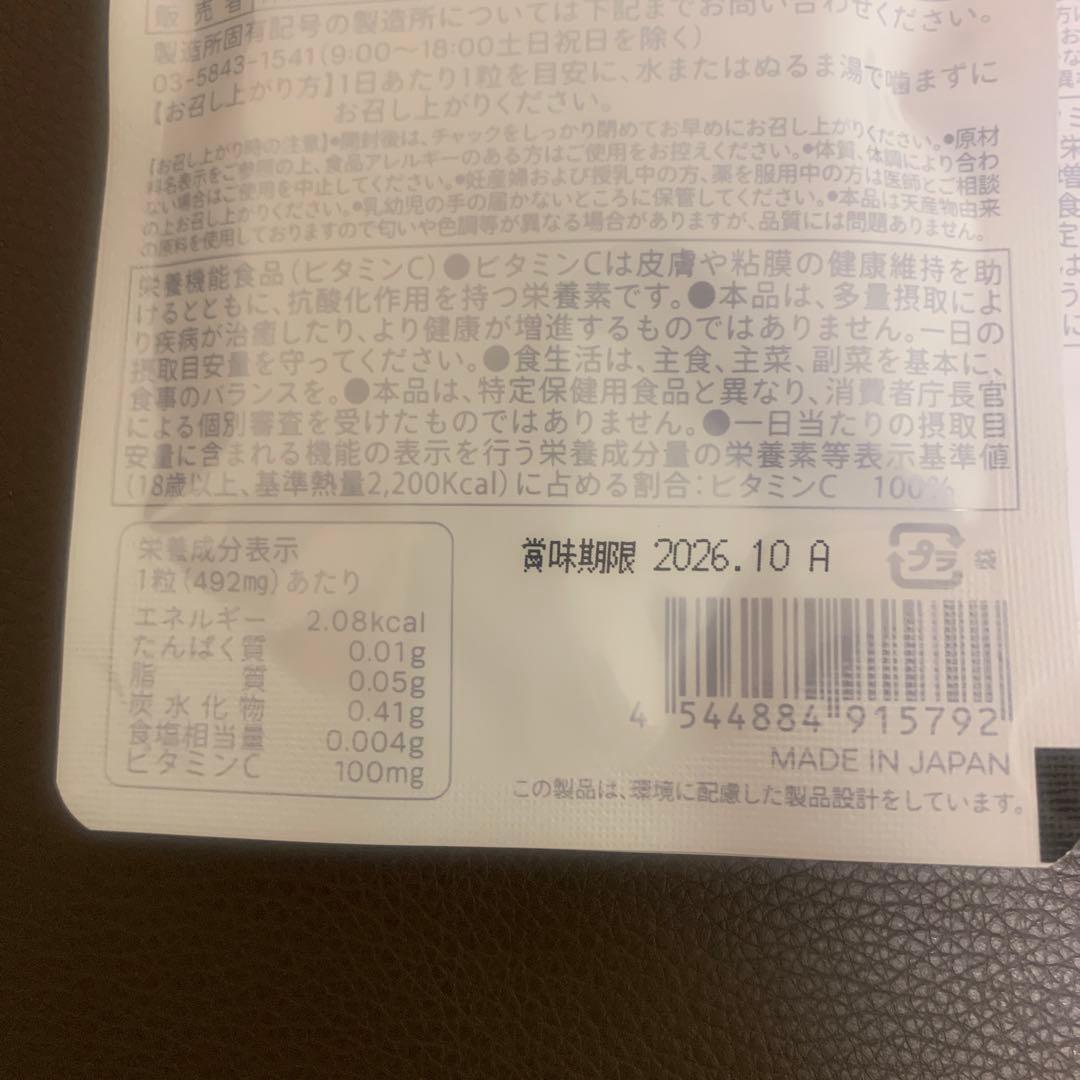 販売者
製造所固有記号の製造所については下記までお問い合わせください。
03-5843-1541(9:00〜18:00土日祝日を除く)
【お召し上がり方】1日あたり1粒を目安に、水またはぬるま湯で噛まずに
お召し上がりください。
【お召し上がり時の注意】●開封後は、チャックをしっかり閉めてお早めにお召し上がりください。●原材
料名表示をご参照の上、食品アレルギーのある方はご使用をお控えください。●体質、体調により合わ
ない場合はご使用を中止してください。●妊産婦および授乳中の方、薬を服用中の方は医師とご相談
の上お召し上がりください。●乳幼児の手の届かないところに保管してください。●本品は天産物由来
の原料を使用しておりますので匂いや色調等が異なる場合がありますが、品質には問題ありません。
栄養機能食品(ビタミンC)●ビタミンCは皮膚や粘膜の健康維持を助
けるとともに、抗酸化作用を持つ栄養素です。●本品は、多量摂取によ
り疾病が治癒したり、より健康が増進するものではありません。一日の
摂取目安量を守ってください。●食生活は、主食、主菜、副菜を基本に、
食事のバランスを。●本品は、特定保健用食品と異なり、消費者庁長官
による個別審査を受けたものではありません。●一日当たりの摂取目
安量に含まれる機能の表示を行う栄養成分量の栄養素等表示基準値
(18歳以上、基準熱量2,200Kcal)に占める割合:ビタミンC 100%
栄養成分表示
1粒(492mg)あたり
エネルギー 2.08kcal
たんぱく質 0.01g
脂質 0.05g
炭水化物 0.41g
食塩相当量 0.004g
ビタミンC 100mg
賞味期限 2026.10 A
プラ 袋
4 544884 915792
MADE IN JAPAN
この製品は、環境に配慮した製品設計をしています。